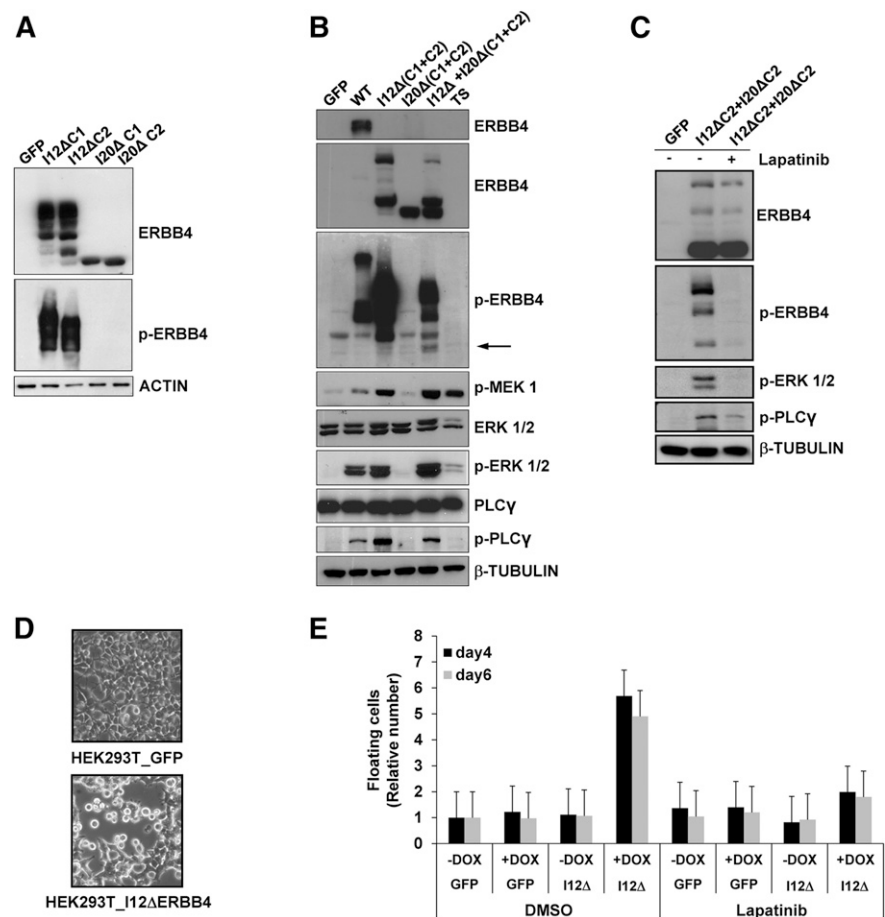 A
GFP
I12ΔC1
I12ΔC2
I20Δ C1
I20Δ C2
ERBB4
p-ERBB4
ACTIN
B
GFP
WT
I12Δ(C1+C2)
I20Δ(C1+C2)
I12Δ +I20Δ(C1+C2)
TS
ERBB4
ERBB4
p-ERBB4
p-MEK 1
ERK 1/2
p-ERK 1/2
PLCγ
p-PLCγ
β-TUBULIN
C
GFP
I12ΔC2+I20ΔC2
I12ΔC2+I20ΔC2
- - + Lapatinib
ERBB4
p-ERBB4
p-ERK 1/2
p-PLCγ
β-TUBULIN
D
HEK293T_GFP
HEK293T_I12ΔERBB4
E
Floating cells
(Relative number)
8
7
6
5
4
3
2
1
0
day4
day6
-DOX +DOX -DOX +DOX -DOX +DOX -DOX +DOX
GFP GFP I12Δ I12Δ GFP GFP I12Δ I12Δ
DMSO Lapatinib